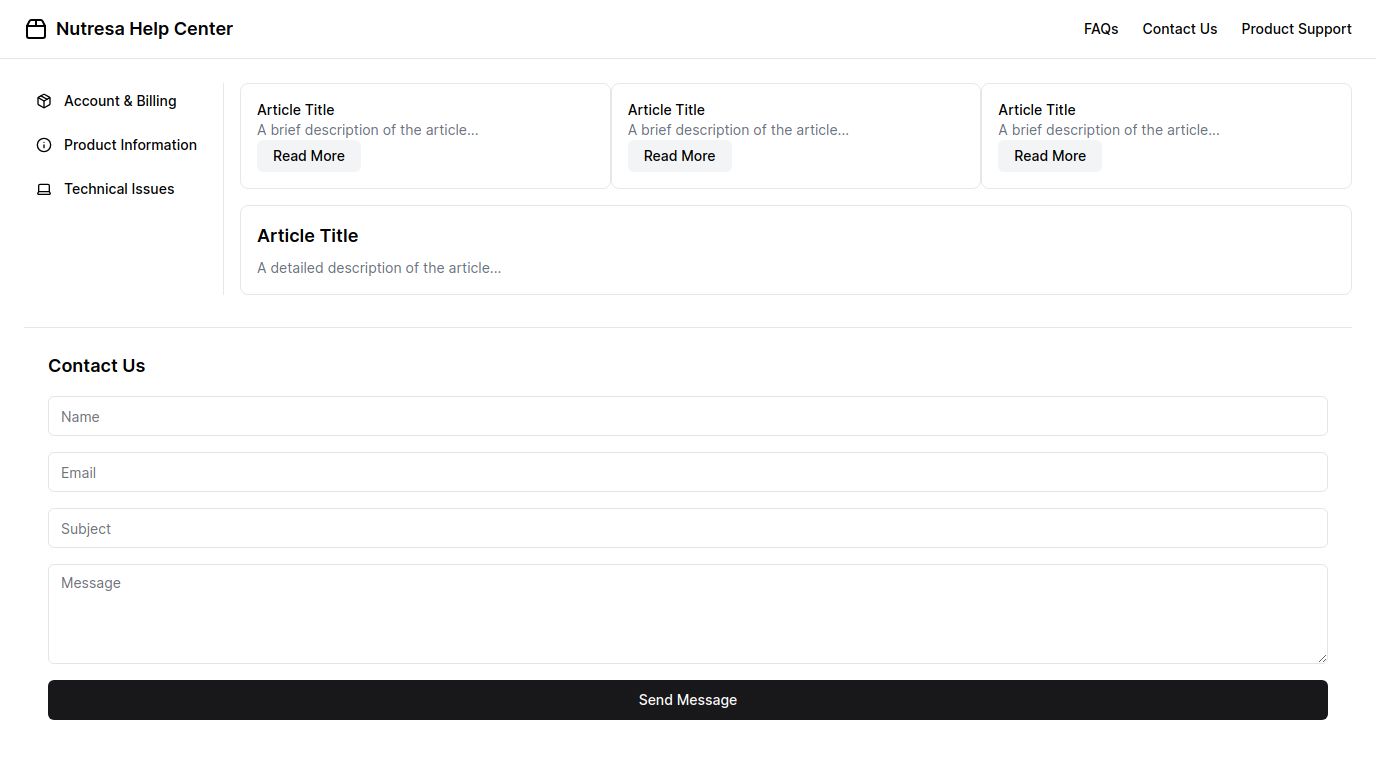 Nutresa Help Center
FAQs
Contact Us
Product Support
Account & Billing
Product Information
Technical Issues
Article Title
A brief description of the article...
Read More
Article Title
A brief description of the article...
Read More
Article Title
A brief description of the article...
Read More
Article Title
A detailed description of the article...
Contact Us
Name
Email
Subject
Message
Send Message